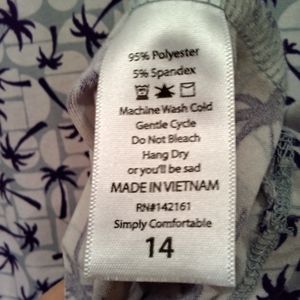 95% Polyester
5% Spandex
Machine Wash Cold
Gentle Cycle
Do Not Bleach
Hang Dry
or you'll be sad
MADE IN VIETNAM
RN#142161
Simply Comfortable
14